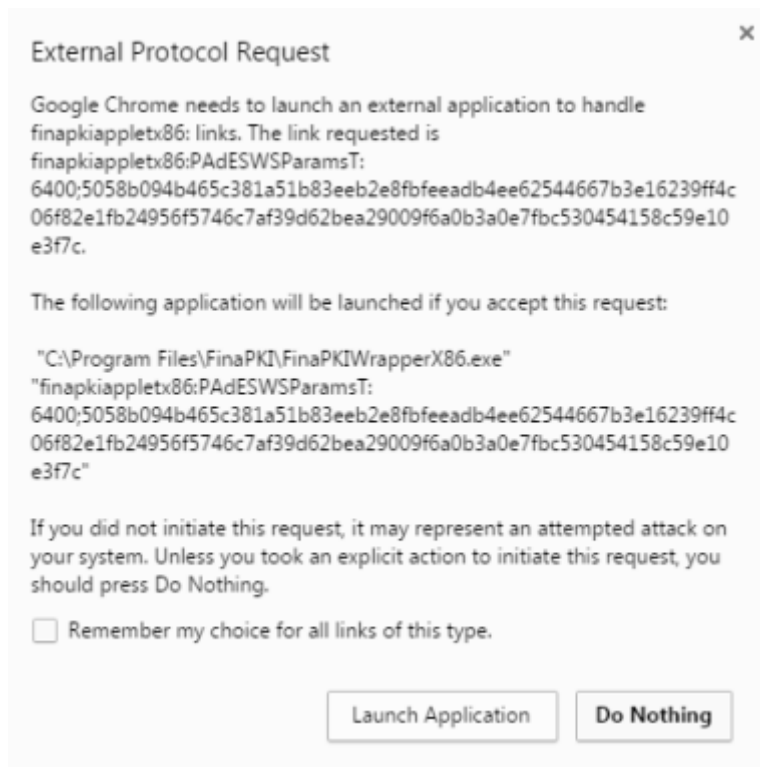 External Protocol Request
Google Chrome needs to launch an external application to handle
finapkiappletx86: links. The link requested is
finapkiappletx86:PAdESWSParamsT:
6400;5058b094b465c381a51b83eeb2e8fbfeeadb4ee62544667b3e16239ff4c
06f82e1fb24956f5746c7af39d62bea29009f6a0b3a0e7fbc530454158c59e10
e3f7c.
The following application will be launched if you accept this request:
"C:\Program Files\FinaPKI\FinaPKIWrapperX86.exe"
"finapkiappletx86:PAdESWSParamsT:
6400;5058b094b465c381a51b83eeb2e8fbfeeadb4ee62544667b3e16239ff4c
06f82e1fb24956f5746c7af39d62bea29009f6a0b3a0e7fbc530454158c59e10
e3f7c"
If you did not initiate this request, it may represent an attempted attack on
your system. Unless you took an explicit action to initiate this request, you
should press Do Nothing.
Remember my choice for all links of this type.
Launch Application
Do Nothing